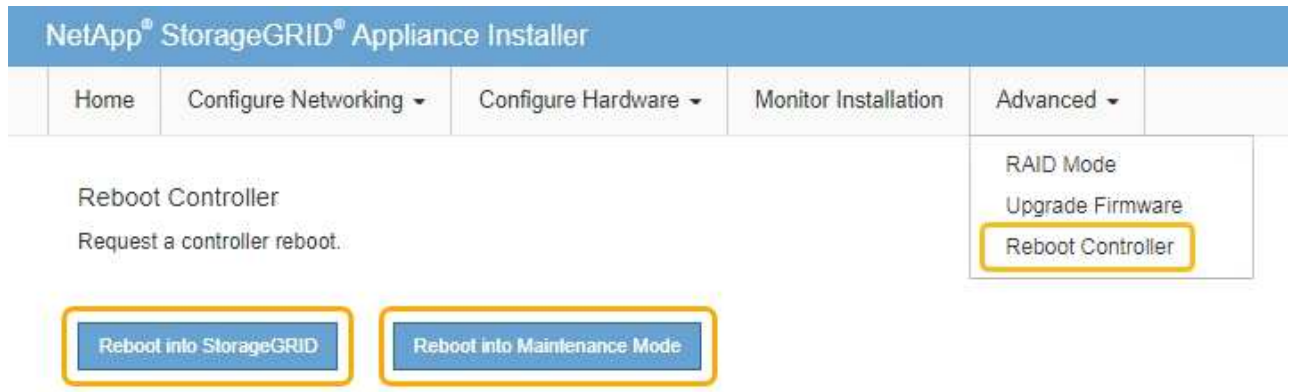 NetApp® StorageGRID® Appliance Installer
Home Configure Networking Configure Hardware Monitor Installation Advanced
RAID Mode
Upgrade Firmware
Reboot Controller
Reboot Controller
Request a controller reboot.
Reboot into StorageGRID Reboot into Maintenance Mode